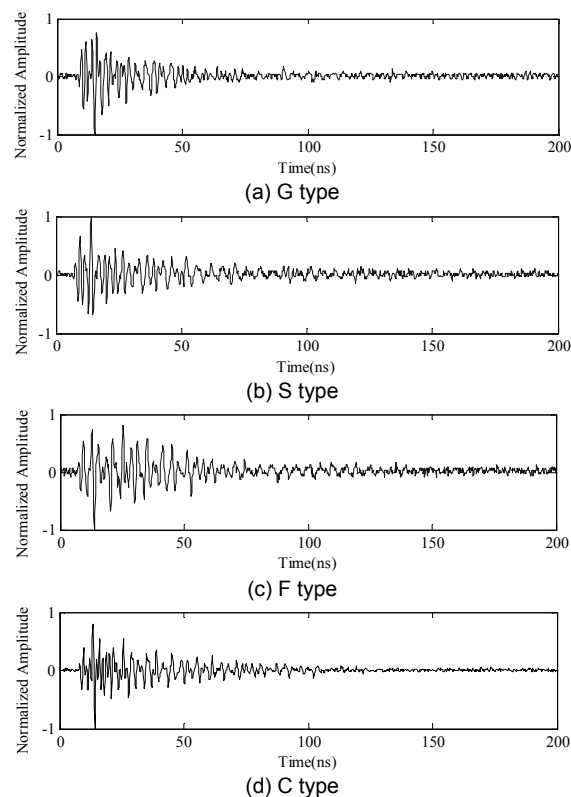 Normalized Amplitude
1
0
-1
0 50 100 150 200
Time(ns)
(a) G type
Normalized Amplitude
1
0
-1
0 50 100 150 200
Time(ns)
(b) S type
Normalized Amplitude
1
0
-1
0 50 100 150 200
Time(ns)
(c) F type
Normalized Amplitude
1
0
-1
0 50 100 150 200
Time(ns)
(d) C type